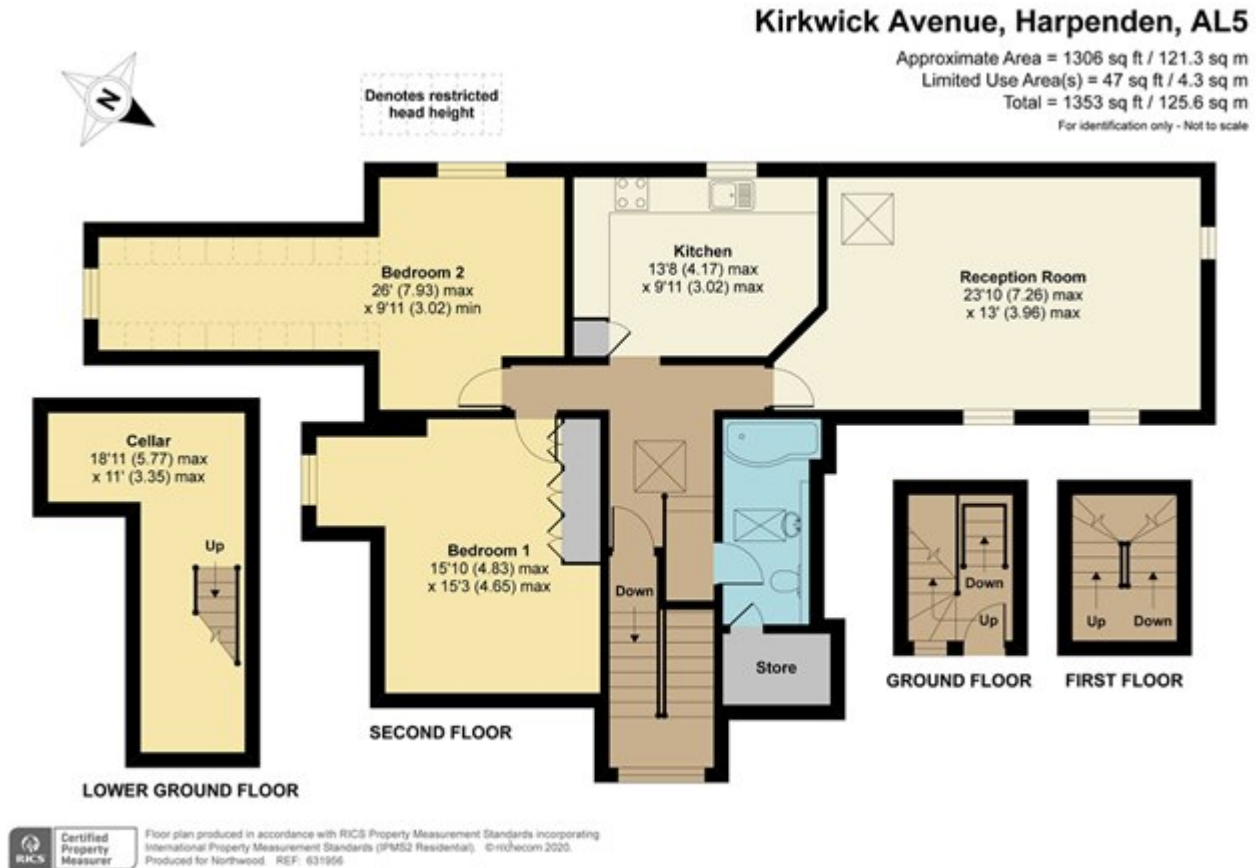 Kirkwick Avenue, Harpenden, AL5
Approximate Area = 1306 sq ft / 121.3 sq m
Limited Use Area(s) = 47 sq ft / 4.3 sq m
Total = 1353 sq ft / 125.6 sq m
For identification only - Not to scale
N
Denotes restricted
head height
Bedroom 2
26' (7.93) max
x 9'11 (3.02) min
Kitchen
13'8 (4.17) max
x 9'11 (3.02) max
Reception Room
23'10 (7.26) max
x 13' (3.96) max
Cellar
18'11 (5.77) max
x 11' (3.35) max
Up
Bedroom 1
15'10 (4.83) max
x 15'3 (4.65) max
Down
Store
Down
Up
Up
Down
GROUND FLOOR
FIRST FLOOR
SECOND FLOOR
LOWER GROUND FLOOR
RICS
Certified
Property
Measurer
Floor plan produced in accordance with RICS Property Measurement Standards incorporating
International Property Measurement Standards (IPMS2 Residential). © nichecom 2020.
Produced for Northwood. REF: 631956